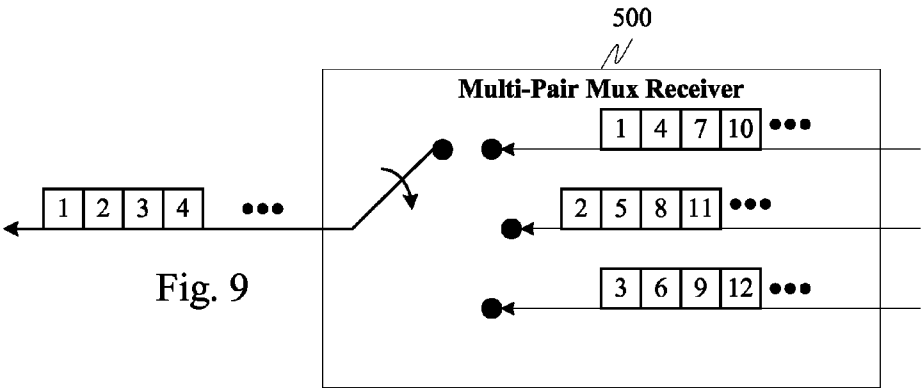 500
Multi-Pair Mux Receiver
1 4 7 10 •••
1 2 3 4 •••
2 5 8 11 •••
3 6 9 12 •••
Fig. 9